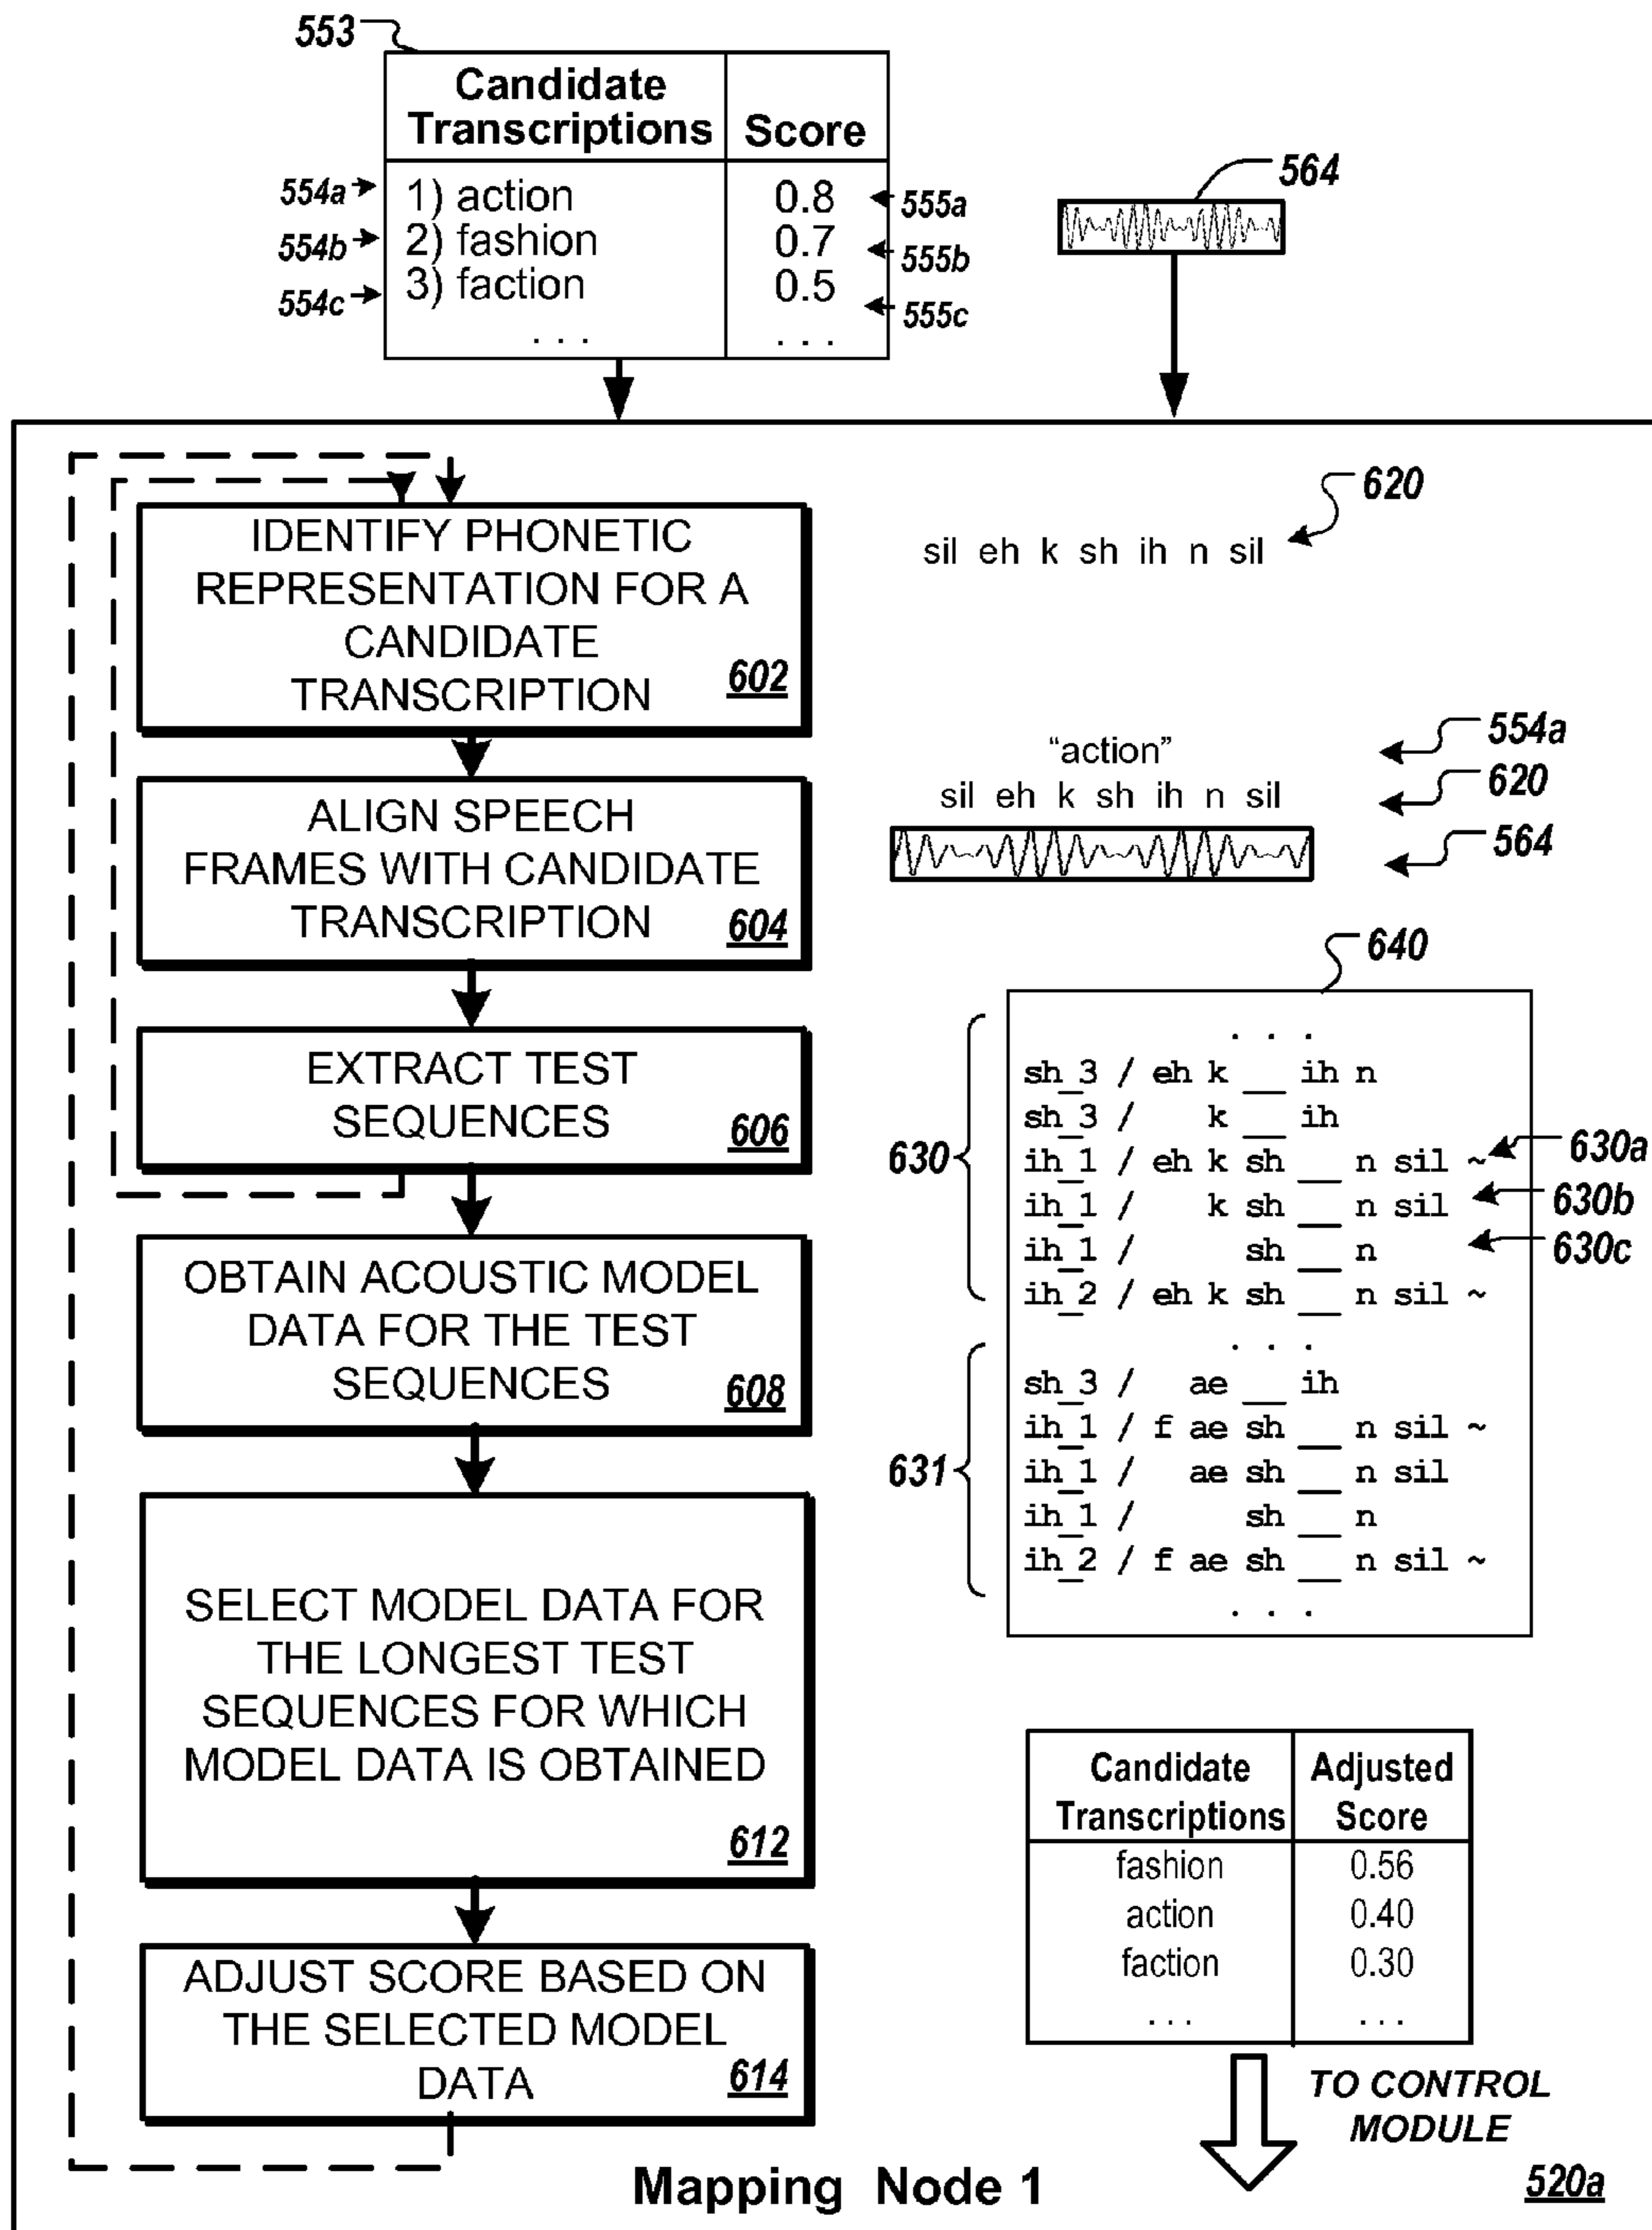 553
Candidate Transcriptions Score
554a 1) action 0.8 555a
554b 2) fashion 0.7 555b
554c 3) faction 0.5 555c
. . . . . .
564
IDENTIFY PHONETIC
REPRESENTATION FOR A
CANDIDATE
TRANSCRIPTION 602
620
sil eh k sh ih n sil
ALIGN SPEECH
FRAMES WITH CANDIDATE
TRANSCRIPTION 604
"action" 554a
sil eh k sh ih n sil 620
564
EXTRACT TEST
SEQUENCES 606
640
630
. . .
sh_3 / eh k __ ih n
sh_3 / k __ ih
ih_1 / eh k sh __ n sil ~ 630a
ih_1 / k sh __ n sil 630b
ih_1 / sh __ n 630c
ih_2 / eh k sh __ n sil ~
. . .
631
sh_3 / ae __ ih
ih_1 / f ae sh __ n sil ~
ih_1 / ae sh __ n sil
ih_1 / sh __ n
ih_2 / f ae sh __ n sil ~
. . .
OBTAIN ACOUSTIC MODEL
DATA FOR THE TEST
SEQUENCES 608
SELECT MODEL DATA FOR
THE LONGEST TEST
SEQUENCES FOR WHICH
MODEL DATA IS OBTAINED
612
ADJUST SCORE BASED ON
THE SELECTED MODEL
DATA 614
Candidate Adjusted
Transcriptions Score
fashion 0.56
action 0.40
faction 0.30
. . . . . .
TO CONTROL
MODULE
Mapping Node 1
520a